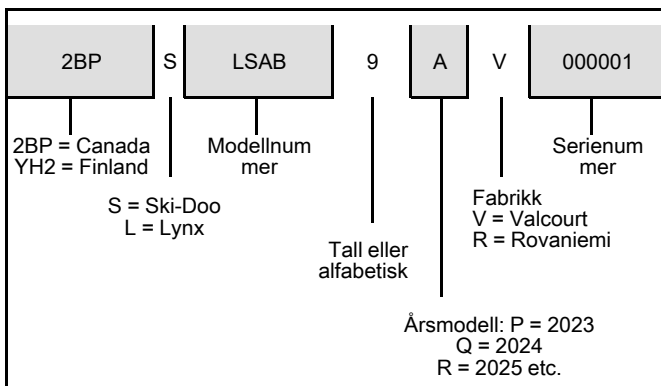 2BP S LSAB 9 A V 000001
2BP = Canada
YH2 = Finland
Modellnum
mer
Serienum
mer
S = Ski-Doo
L = Lynx
Fabrikk
V = Valcourt
R = Rovaniemi
Tall eller
alfabetisk
Årsmodell: P = 2023
Q = 2024
R = 2025 etc.